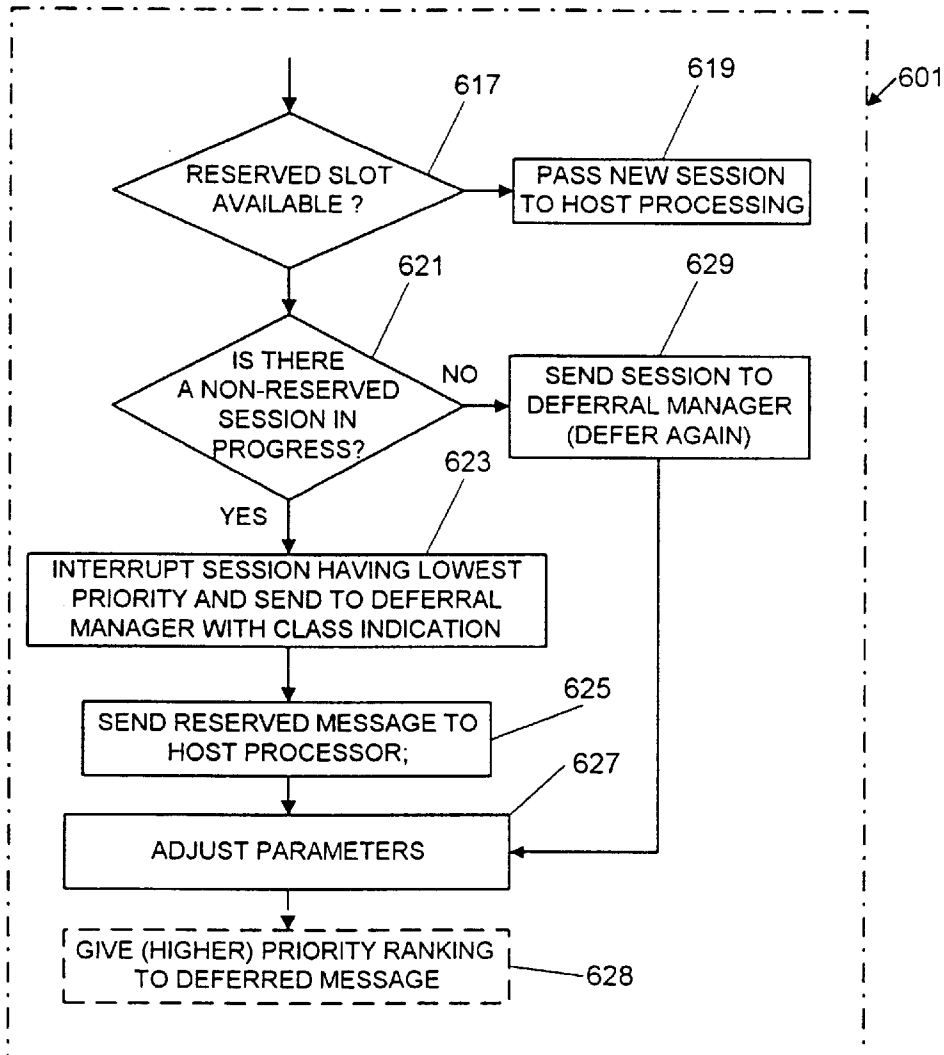 601
617
RESERVED SLOT
AVAILABLE ?
619
PASS NEW SESSION
TO HOST PROCESSING
621
IS THERE
A NON-RESERVED
SESSION IN
PROGRESS?
NO
629
SEND SESSION TO
DEFERRAL MANAGER
(DEFER AGAIN)
YES
623
INTERRUPT SESSION HAVING LOWEST
PRIORITY AND SEND TO DEFERRAL
MANAGER WITH CLASS INDICATION
625
SEND RESERVED MESSAGE TO
HOST PROCESSOR;
627
ADJUST PARAMETERS
GIVE (HIGHER) PRIORITY RANKING
TO DEFERRED MESSAGE
628